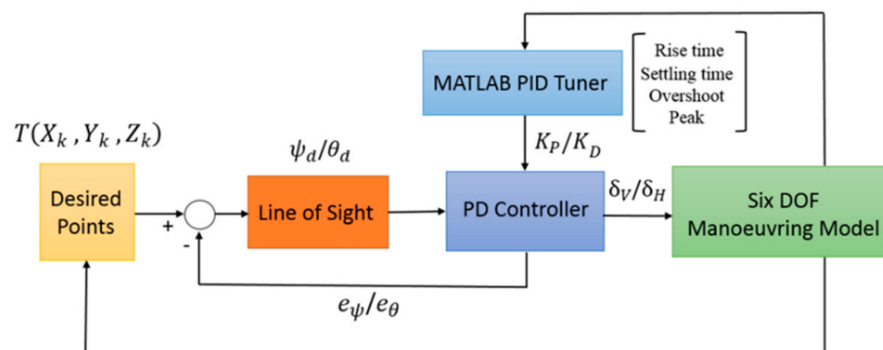 MATLAB PID Tuner
Rise time
Settling time
Overshoot
Peak
T(X_k , Y_k , Z_k)
ψ_d/θ_d
K_P/K_D
Desired
Points
+
-
Line of Sight
PD Controller
δ_V/δ_H
Six DOF
Manoeuvring Model
e_ψ/e_θ